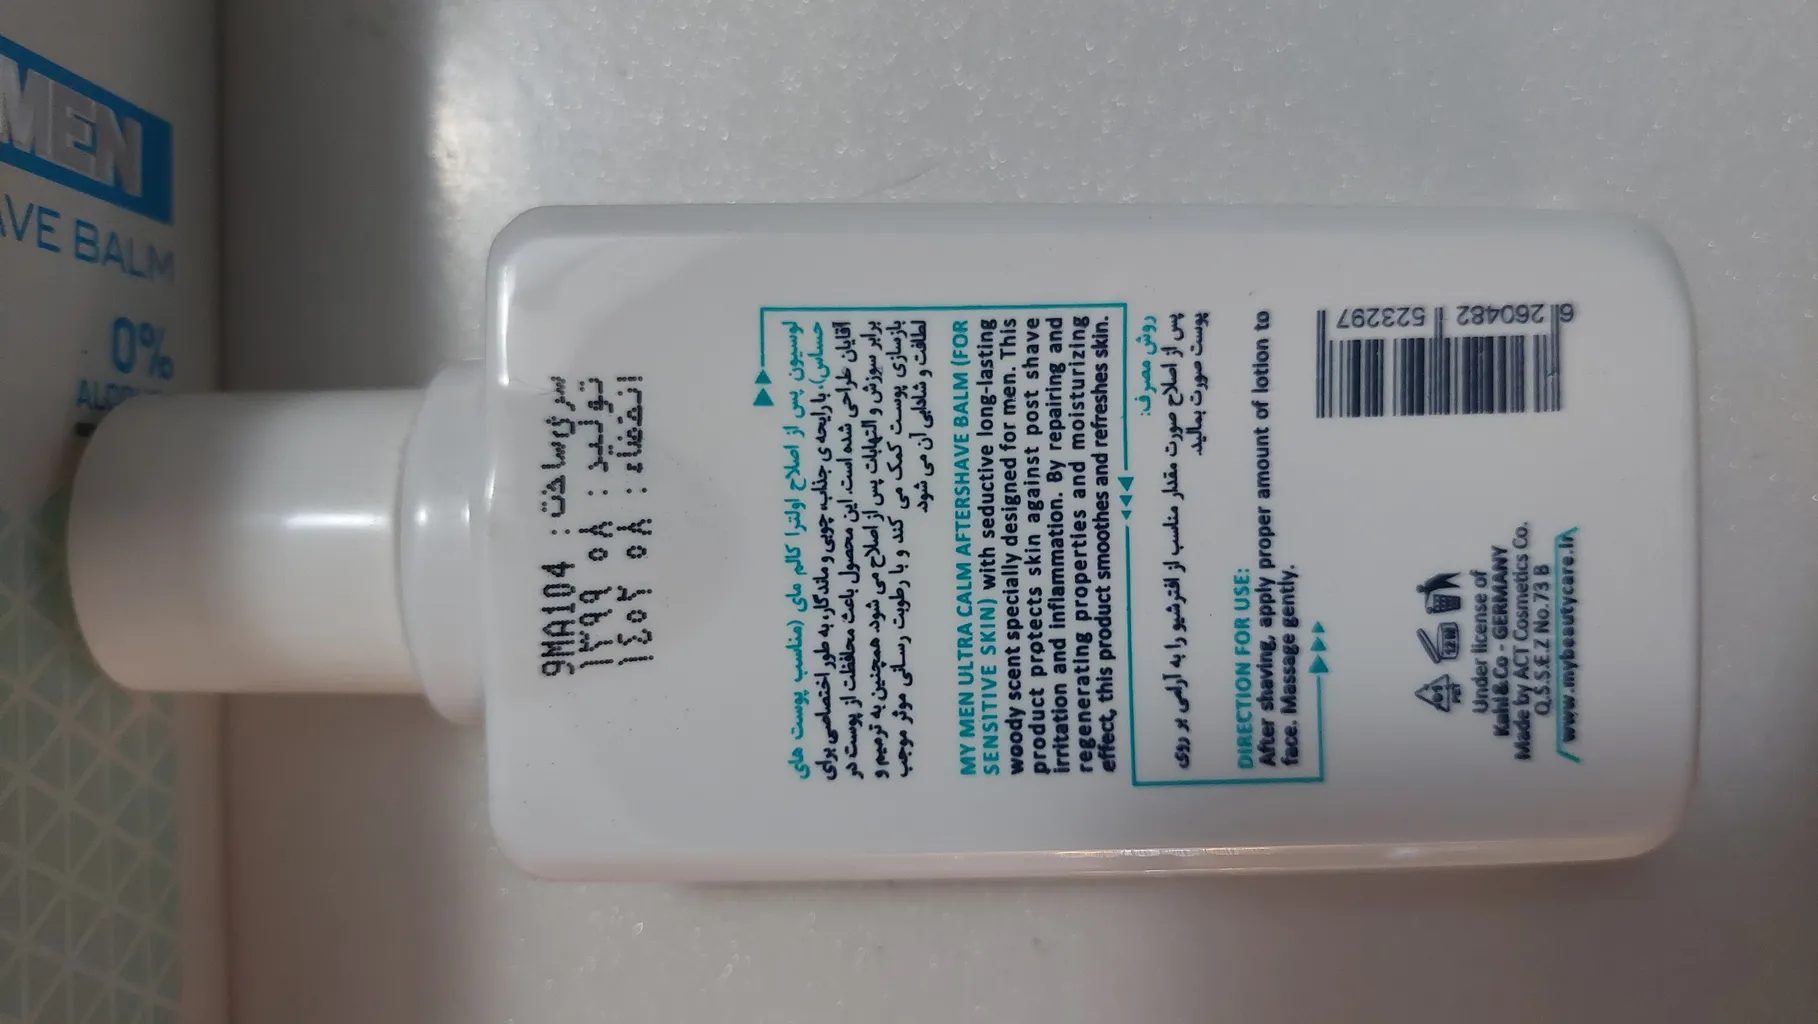 MEN
AVE BALM
0%
سری ساخت : 9MA104
تولید : ۱۳۹۹ ۰۸
انقضاء : ۱٤۰۲ ۰۸
لوسیون پس از اصلاح اولترا کالم مای (مناسب پوست های
حساس)، با رایحه ی جذاب چوبی و ماندگار به طور اختصاصی برای
آقایان طراحی شده است. این محصول باعث محافظت از پوست در
برابر سوزش و التهابات پس از اصلاح می شود. همچنین به ترمیم و
بازسازی پوست کمک می کند و با رطوبت رسانی موثر موجب
لطافت و شادابی آن می شود
MY MEN ULTRA CALM AFTERSHAVE BALM (FOR
SENSITIVE SKIN) with seductive long-lasting
woody scent specially designed for men. This
product protects skin against post shave
irritation and inflammation. By repairing and
regenerating properties and moisturizing
effect, this product smoothes and refreshes skin.
روش مصرف:
پس از اصلاح صورت مقدار مناسب از افترشیو را به آرامی بر روی
پوست صورت بمالید
DIRECTION FOR USE:
After shaving, apply proper amount of lotion to
face. Massage gently.
01
PET
12 M
Under license of
Kahl&Co - GERMANY
Made by ACT Cosmetics Co.
Q.S.S.E.Z No.73 B
www.mybeautycare.ir
6 260482 523297